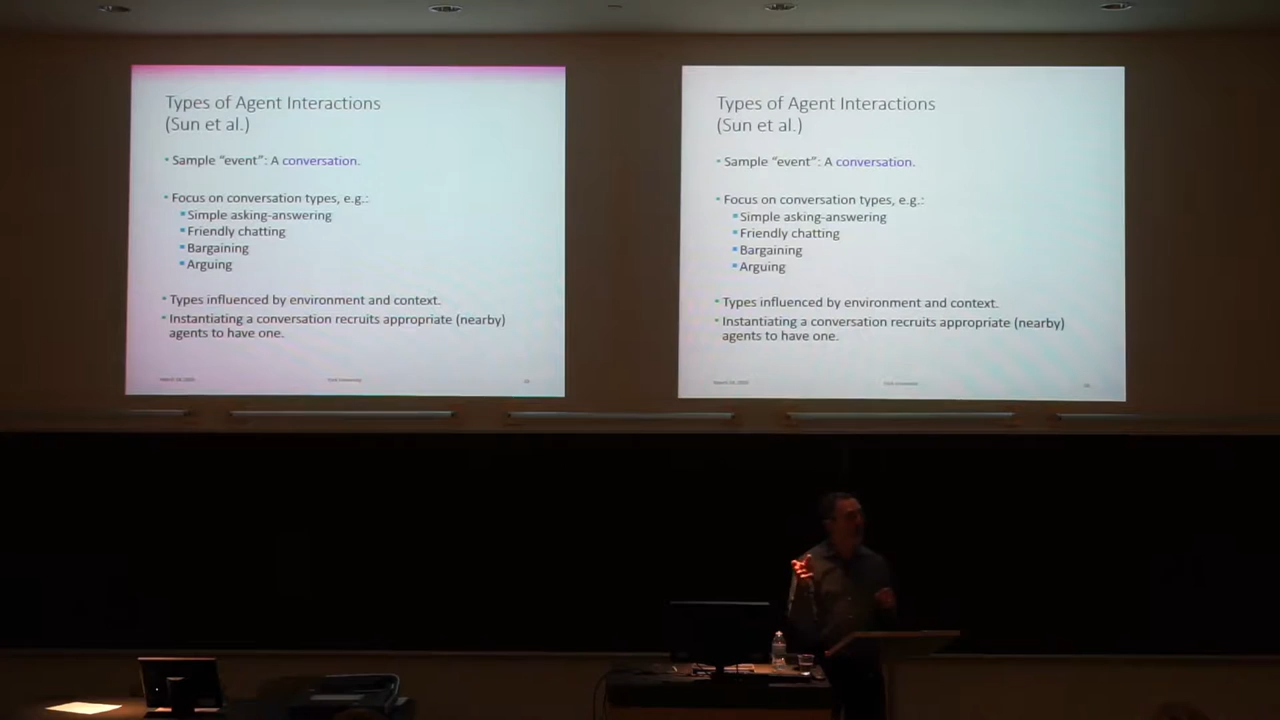 Types of Agent Interactions
(Sun et al.)
Sample “event”: A conversation.
Focus on conversation types, e.g.:
Simple asking-answering
Friendly chatting
Bargaining
Arguing
Types influenced by environment and context.
Instantiating a conversation recruits appropriate (nearby)
agents to have one.
Types of Agent Interactions
(Sun et al.)
Sample “event”: A conversation.
Focus on conversation types, e.g.:
Simple asking-answering
Friendly chatting
Bargaining
Arguing
Types influenced by environment and context.
Instantiating a conversation recruits appropriate (nearby)
agents to have one.